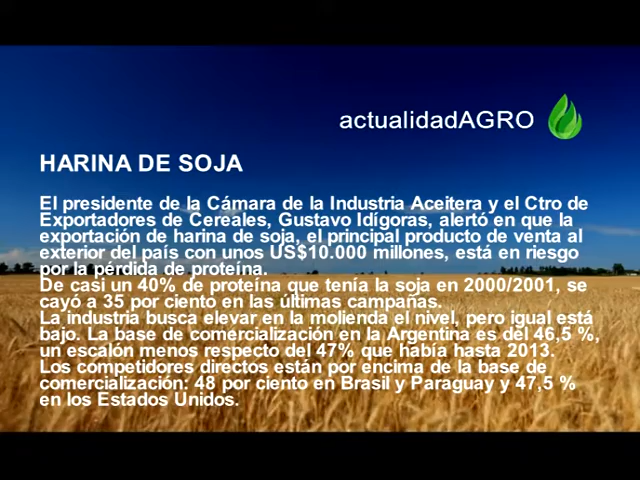 actualidadAGRO
HARINA DE SOJA
El presidente de la Cámara de la Industria Aceitera y el Ctro de
Exportadores de Cereales, Gustavo Idígoras, alertó en que la
exportación de harina de soja, el principal producto de venta al
exterior del país con unos US$10.000 millones, está en riesgo
por la pérdida de proteína.
De casi un 40% de proteína que tenía la soja en 2000/2001, se
cayó a 35 por ciento en las últimas campañas.
La industria busca elevar en la molienda el nivel, pero igual está
bajo. La base de comercialización en la Argentina es del 46,5 %,
un escalón menos respecto del 47% que había hasta 2013.
Los competidores directos están por encima de la base de
comercialización: 48 por ciento en Brasil y Paraguay y 47,5 %
en los Estados Unidos.